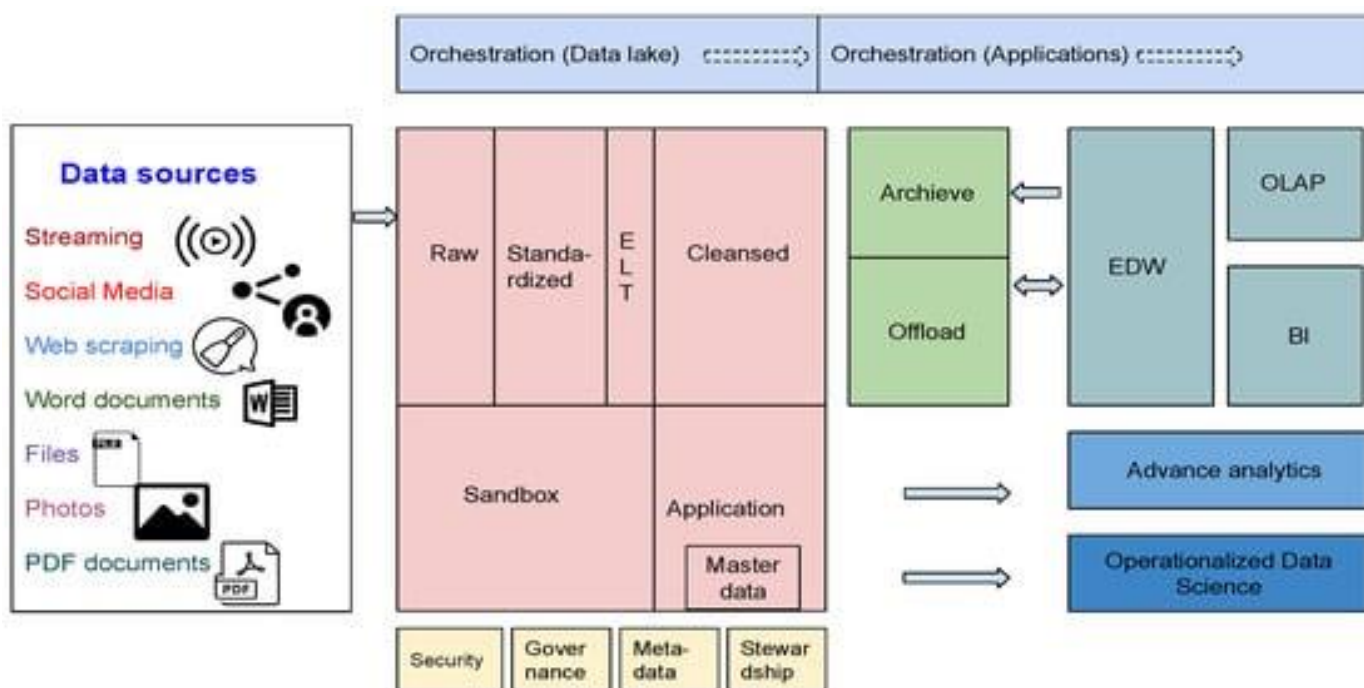 Orchestration (Data lake)
Orchestration (Applications)
Data sources
Streaming
Social Media
Web scraping
Word documents
W
Files
Photos
PDF documents
PDF
Raw
Standa-
rdized
E
L
T
Cleansed
Sandbox
Application
Master
data
Security
Gover
nance
Meta-
data
Stewar
dship
Archieve
Offload
EDW
OLAP
BI
Advance analytics
Operationalized Data
Science